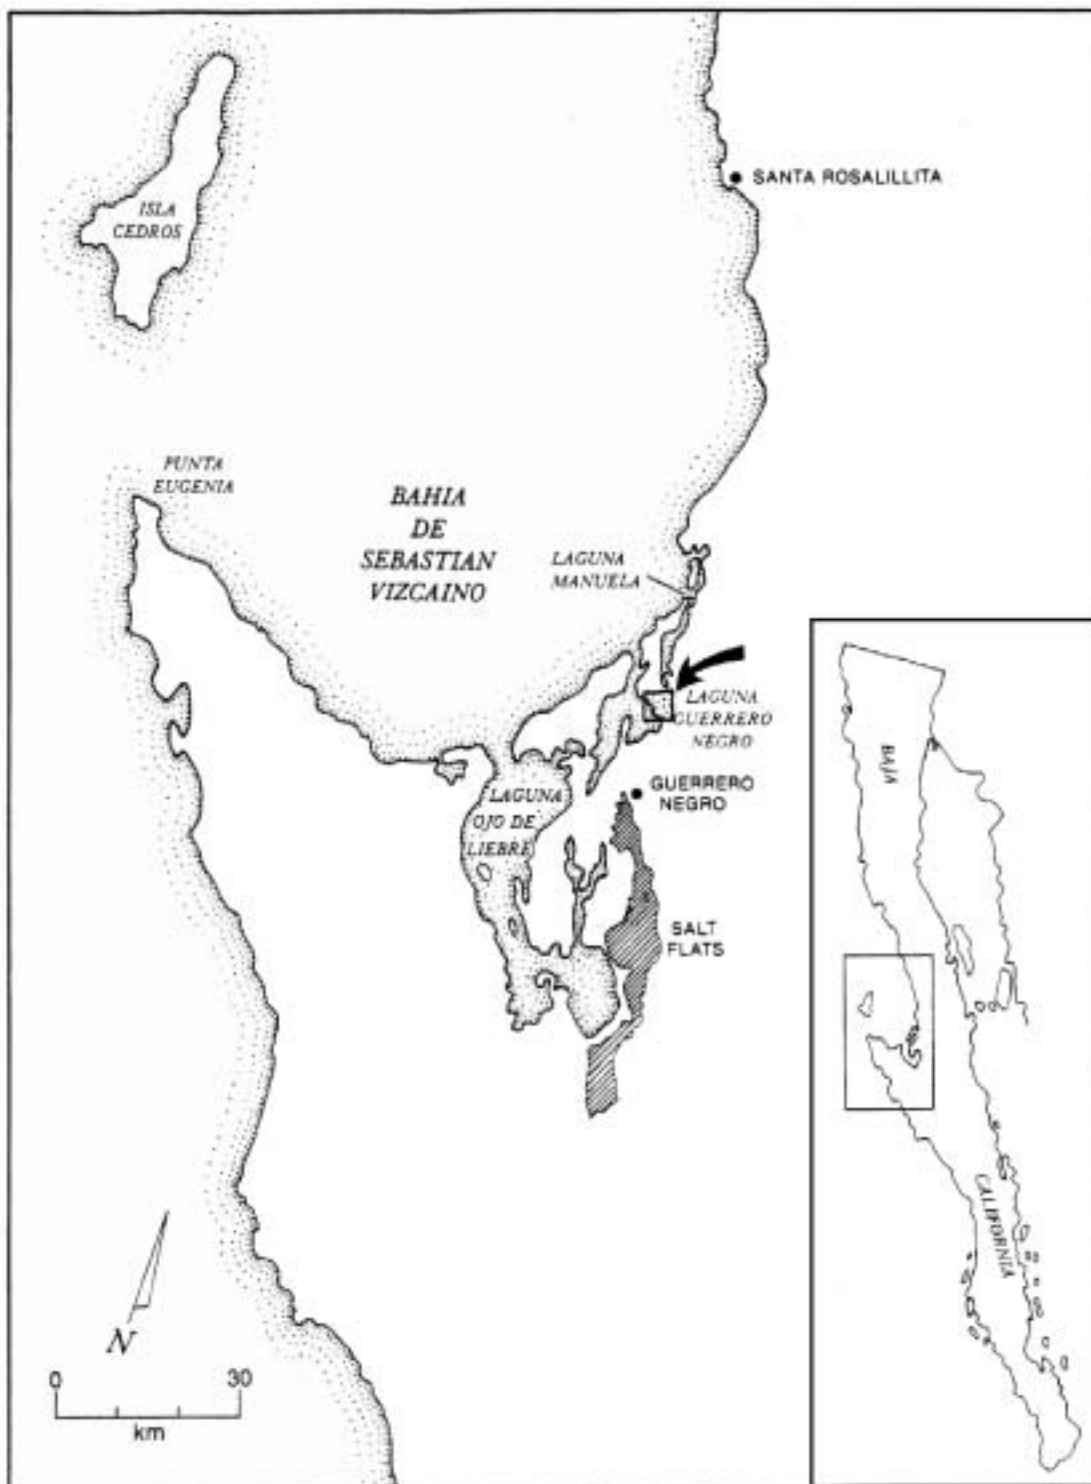 SANTA ROSALILLITA
ISLA
CEDROS
PUNTA
EUGENIA
BAHIA
DE
SEBASTIAN
VIZCAINO
LAGUNA
MANUELA
LAGUNA
GUERRERO
NEGRO
GUERRERO
NEGRO
LAGUNA
OJO DE
LIEBRE
SALT
FLATS
BAJA
CALIFORNIA
N
0 30
km